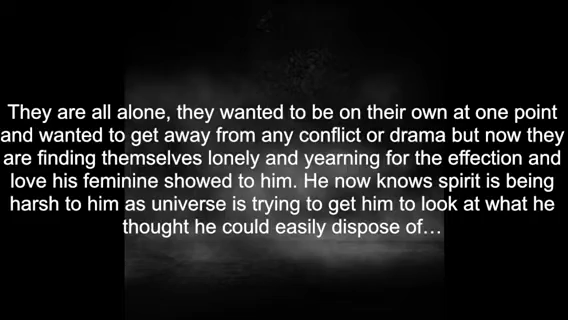 They are all alone, they wanted to be on their own at one point
and wanted to get away from any conflict or drama but now they
are finding themselves lonely and yearning for the effection and
love his feminine showed to him. He now knows spirit is being
harsh to him as universe is trying to get him to look at what he
thought he could easily dispose of…